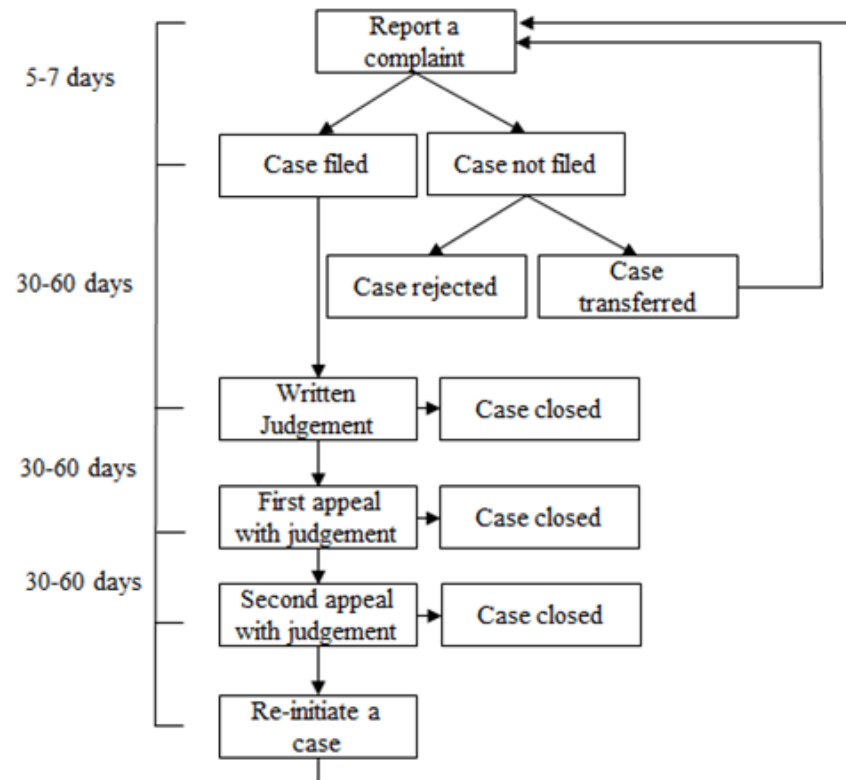 Report a
complaint
5-7 days
Case filed
Case not filed
30-60 days
Case rejected
Case
transferred
Written
Judgement
Case closed
30-60 days
First appeal
with judgement
Case closed
30-60 days
Second appeal
with judgement
Case closed
Re-initiate a
case